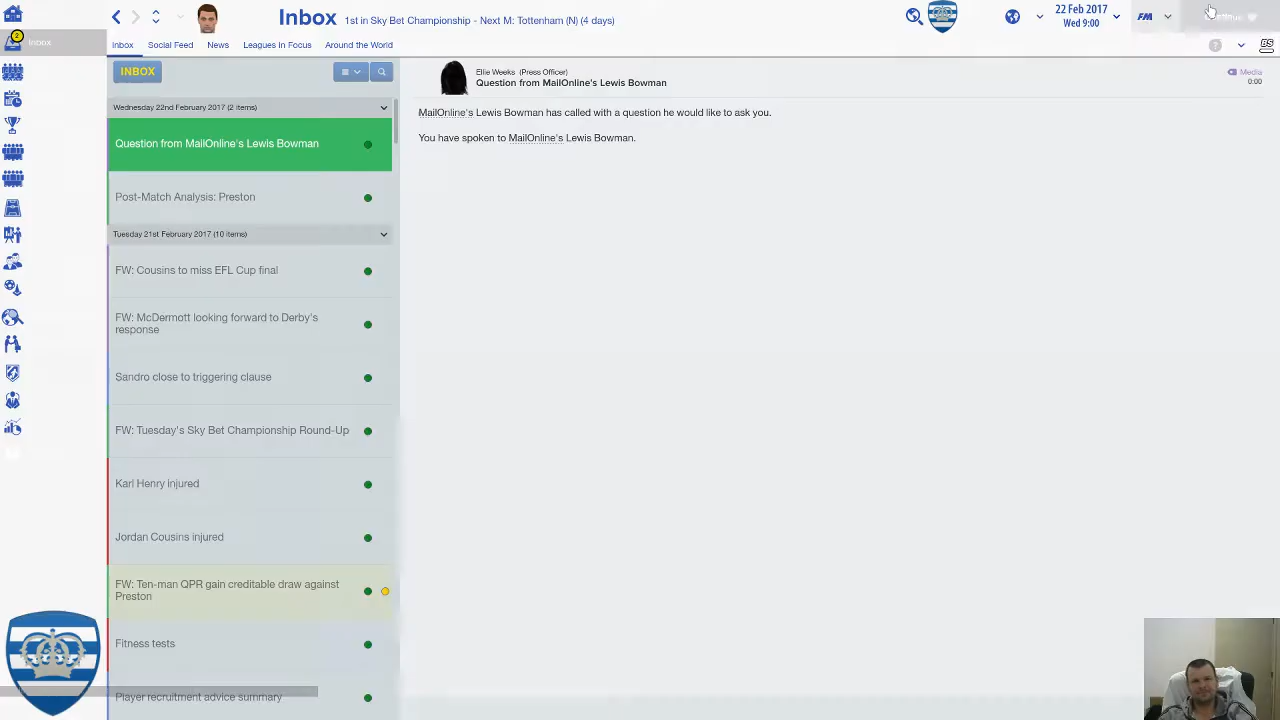 Inbox
1st in Sky Bet Championship - Next M: Tottenham (N) (4 days)
22 Feb 2017
Wed 9:00
FM
2
Inbox
Inbox
Social Feed
News
Leagues In Focus
Around the World
INBOX
Wednesday 22nd February 2017 (2 items)
Question from MailOnline's Lewis Bowman
Post-Match Analysis: Preston
Tuesday 21st February 2017 (10 items)
FW: Cousins to miss EFL Cup final
FW: McDermott looking forward to Derby's
response
Sandro close to triggering clause
FW: Tuesday's Sky Bet Championship Round-Up
Karl Henry injured
Jordan Cousins injured
FW: Ten-man QPR gain creditable draw against
Preston
Fitness tests
Player recruitment advice summary
Ellie Weeks (Press Officer)
Question from MailOnline's Lewis Bowman
Media
0:00
MailOnline's Lewis Bowman has called with a question he would like to ask you.
You have spoken to MailOnline's Lewis Bowman.